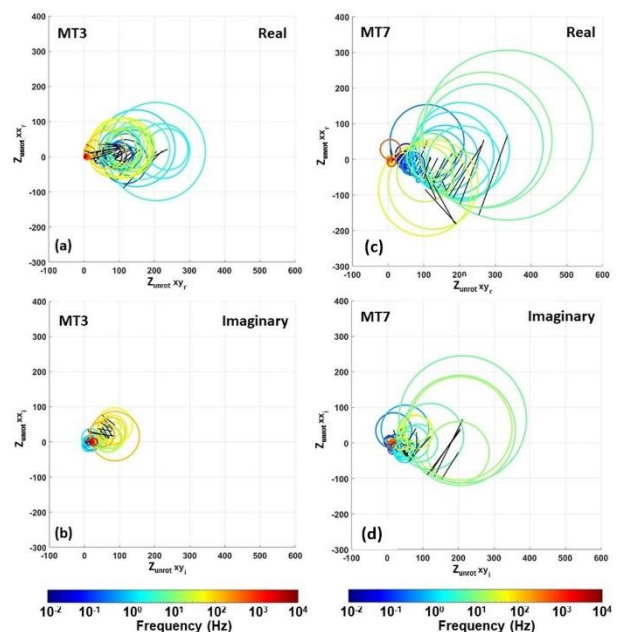 MT3 Real
400
300
200
100
0
-100
-200
-300
Z_unrot xx_r
(a)
-100 0 100 200 300 400 500 600
Z_unrot xy_r
MT7 Real
400
300
200
100
0
-100
-200
-300
Z_unrot xx_r
(c)
-100 0 100 200 300 400 500 600
Z_unrot xy_r
MT3 Imaginary
400
300
200
100
0
-100
-200
-300
Z_unrot xx_i
(b)
-100 0 100 200 300 400 500 600
Z_unrot xy_i
MT7 Imaginary
400
300
200
100
0
-100
-200
-300
Z_unrot xx_i
(d)
-100 0 100 200 300 400 500 600
Z_unrot xy_i
10^-2 10^-1 10^0 10^1 10^2 10^3 10^4
Frequency (Hz)
10^-2 10^-1 10^0 10^1 10^2 10^3 10^4
Frequency (Hz)